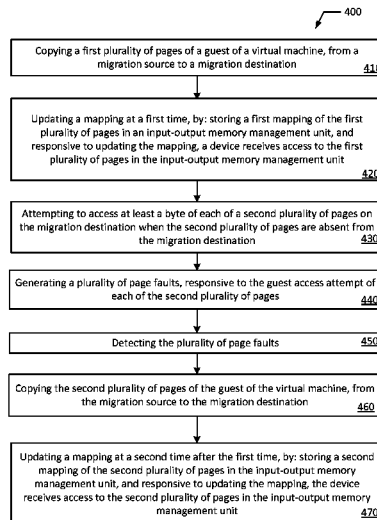 400
Copying a first plurality of pages of a guest of a virtual machine, from a
migration source to a migration destination
410
Updating a mapping at a first time, by: storing a first mapping of the first
plurality of pages in an input-output memory management unit, and
responsive to updating the mapping, a device receives access to the
first plurality of pages in the input-output memory management unit
420
Attempting to access at least a byte of each of a second plurality of pages on
the migration destination when the second plurality of pages are absent from
the migration destination
430
Generating a plurality of page faults, responsive to the guest access attempt of
each of the second plurality of pages
440
Detecting the plurality of page faults
450
Copying the second plurality of pages of the guest of the virtual machine, from
the migration source to the migration destination
460
Updating a mapping at a second time after the first time, by: storing a second
mapping of the second plurality of pages in the input-output memory
management unit, and responsive to updating the mapping, the device
receives access to the second plurality of pages in the input-output memory
management unit
470